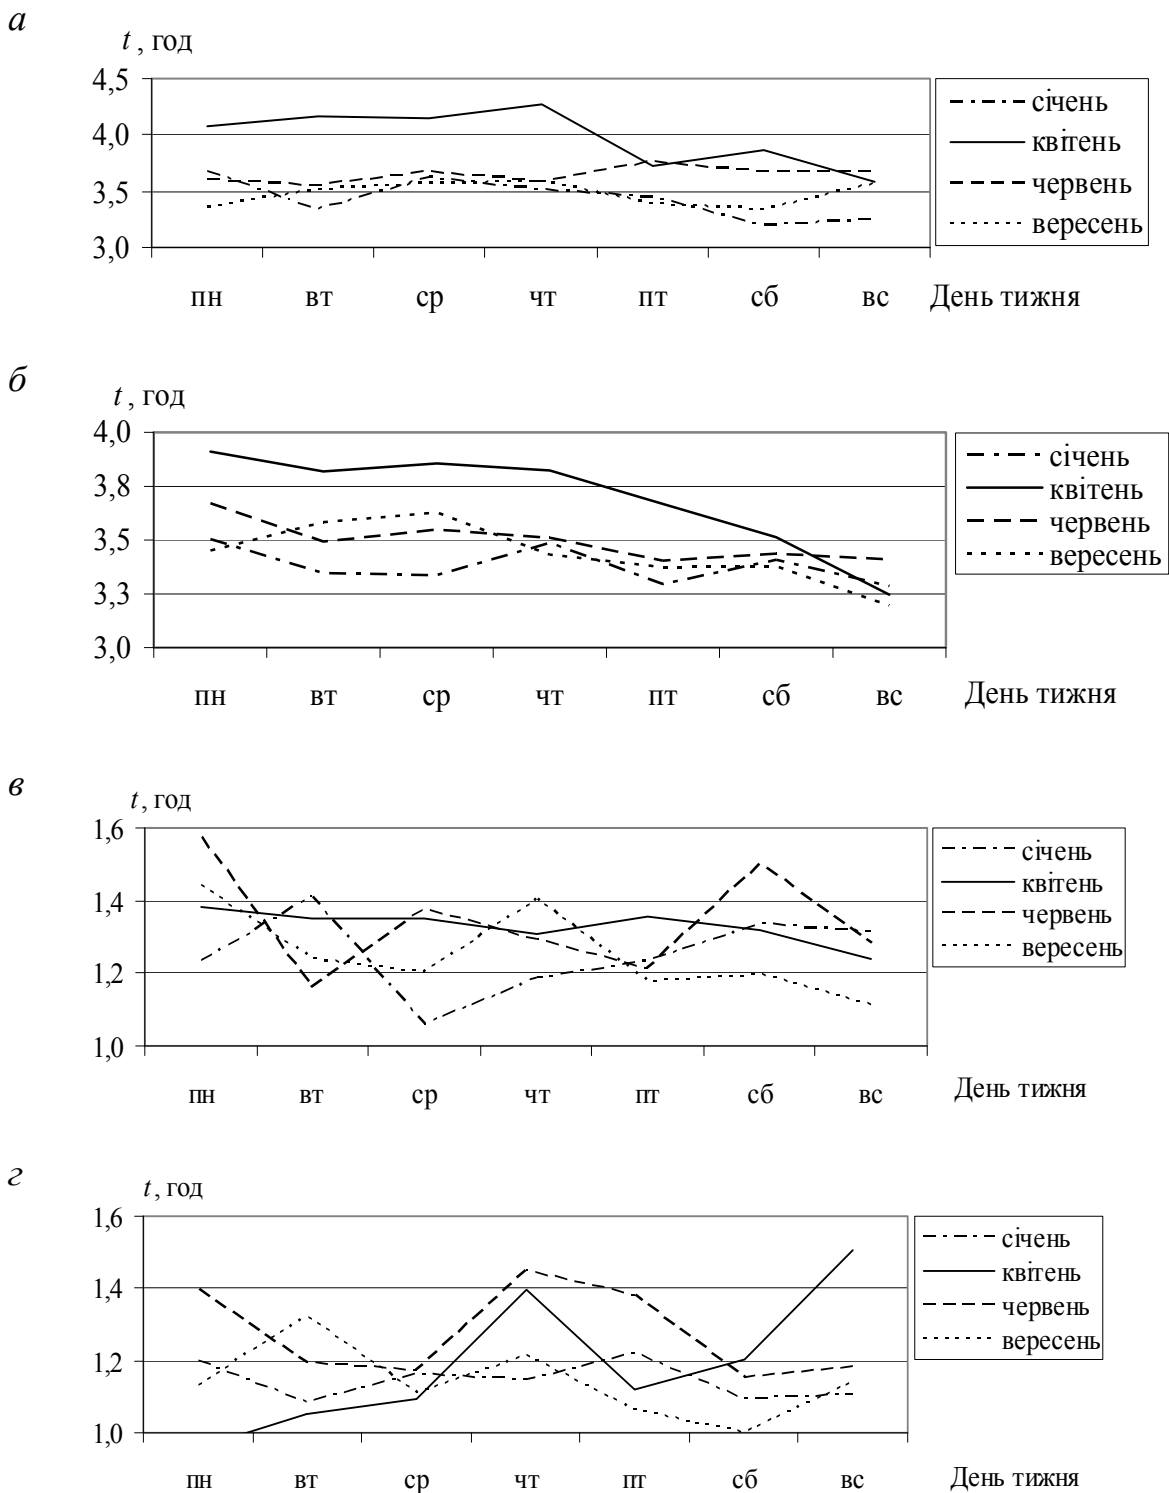 а
t , год
4,5
4,0
3,5
3,0
січень
квітень
червень
вересень
пн вт ср чт пт сб вс День тижня
б
t , год
4,0
3,8
3,5
3,3
3,0
січень
квітень
червень
вересень
пн вт ср чт пт сб вс День тижня
в
t , год
1,6
1,4
1,2
1,0
січень
квітень
червень
вересень
пн вт ср чт пт сб вс День тижня
г
t , год
1,6
1,4
1,2
1,0
січень
квітень
червень
вересень
пн вт ср чт пт сб вс День тижня